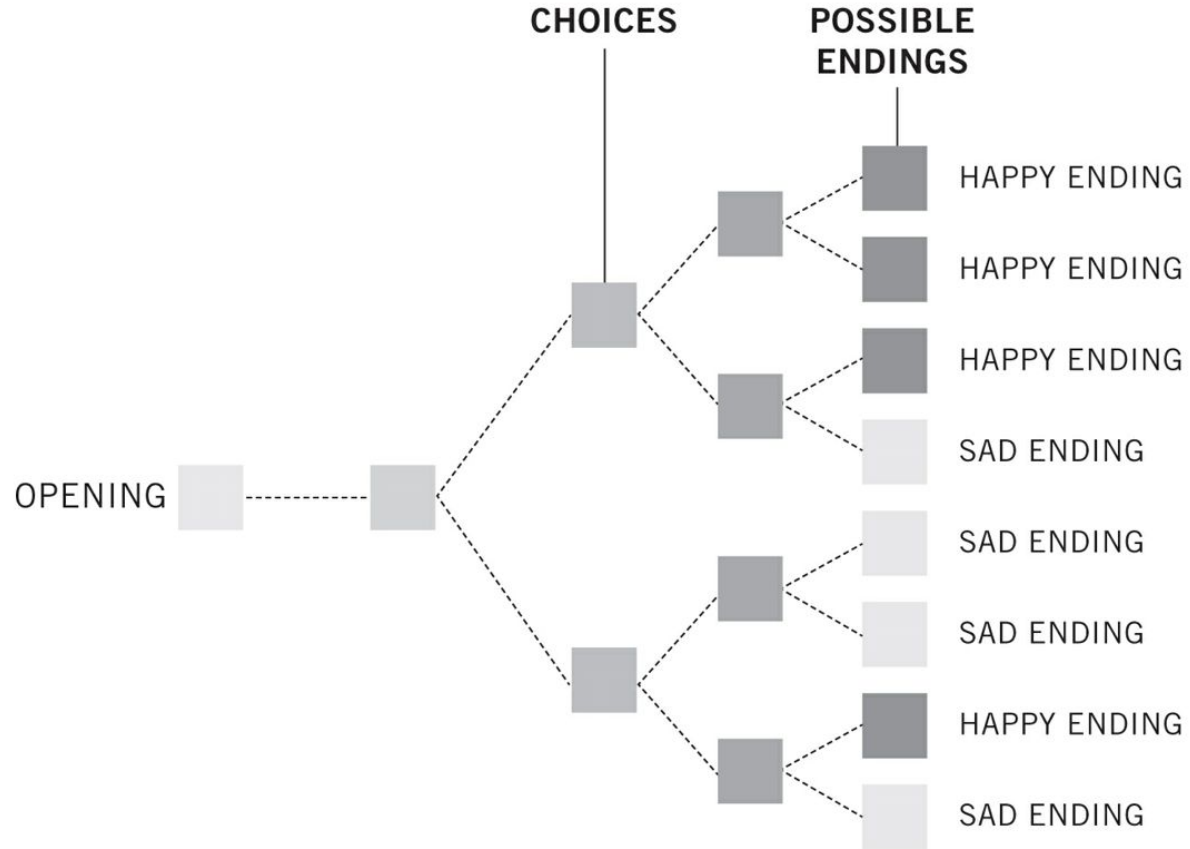 CHOICES
POSSIBLE
ENDINGS
HAPPY ENDING
HAPPY ENDING
HAPPY ENDING
SAD ENDING
OPENING
SAD ENDING
SAD ENDING
HAPPY ENDING
SAD ENDING